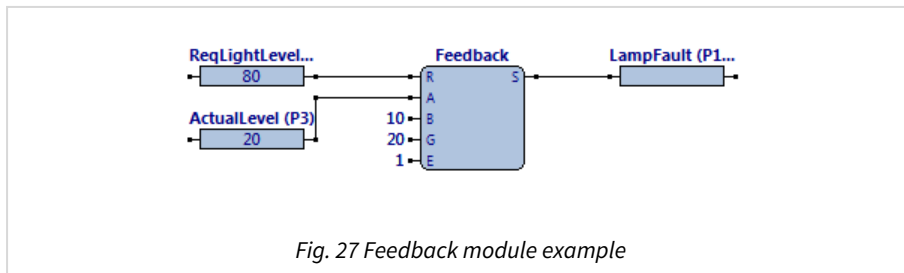 ReqLightLevel... Feedback LampFault (P1...
80 R S
A
ActualLevel (P3) 10 B
20 20 G
1 E
Fig. 27 Feedback module example